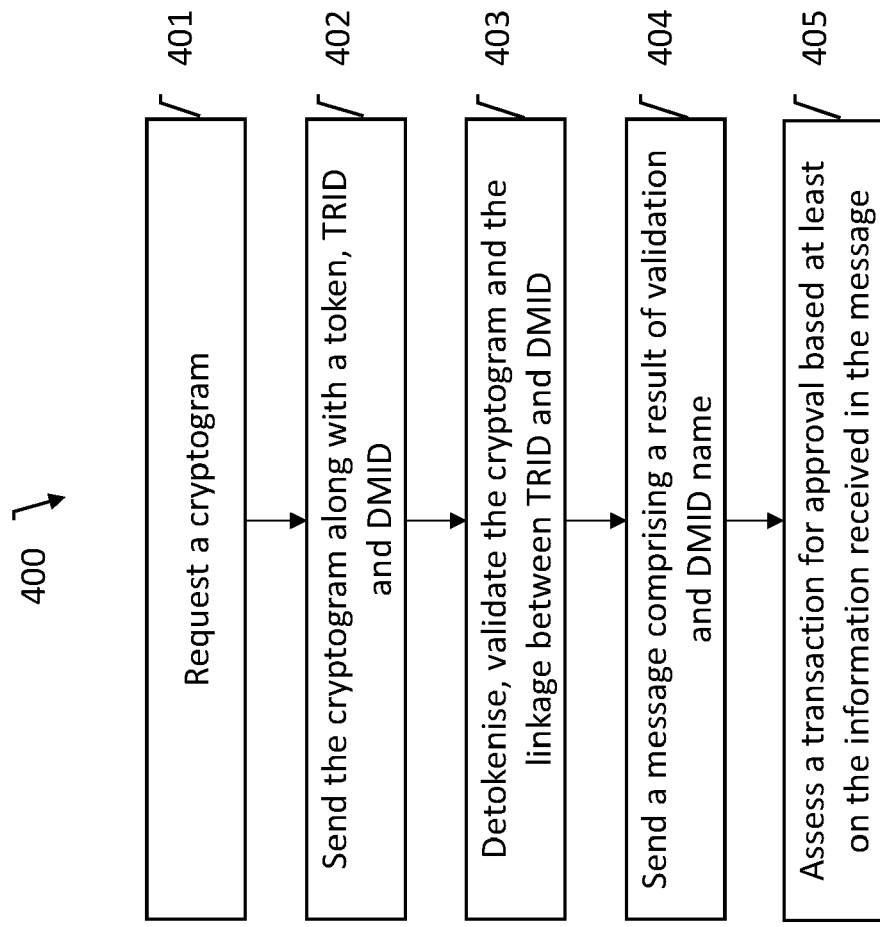 400
Request a cryptogram
401
Send the cryptogram along with a token, TRID
and DMID
402
Detokenise, validate the cryptogram and the
linkage between TRID and DMID
403
Send a message comprising a result of validation
and DMID name
404
Assess a transaction for approval based at least
on the information received in the message
405